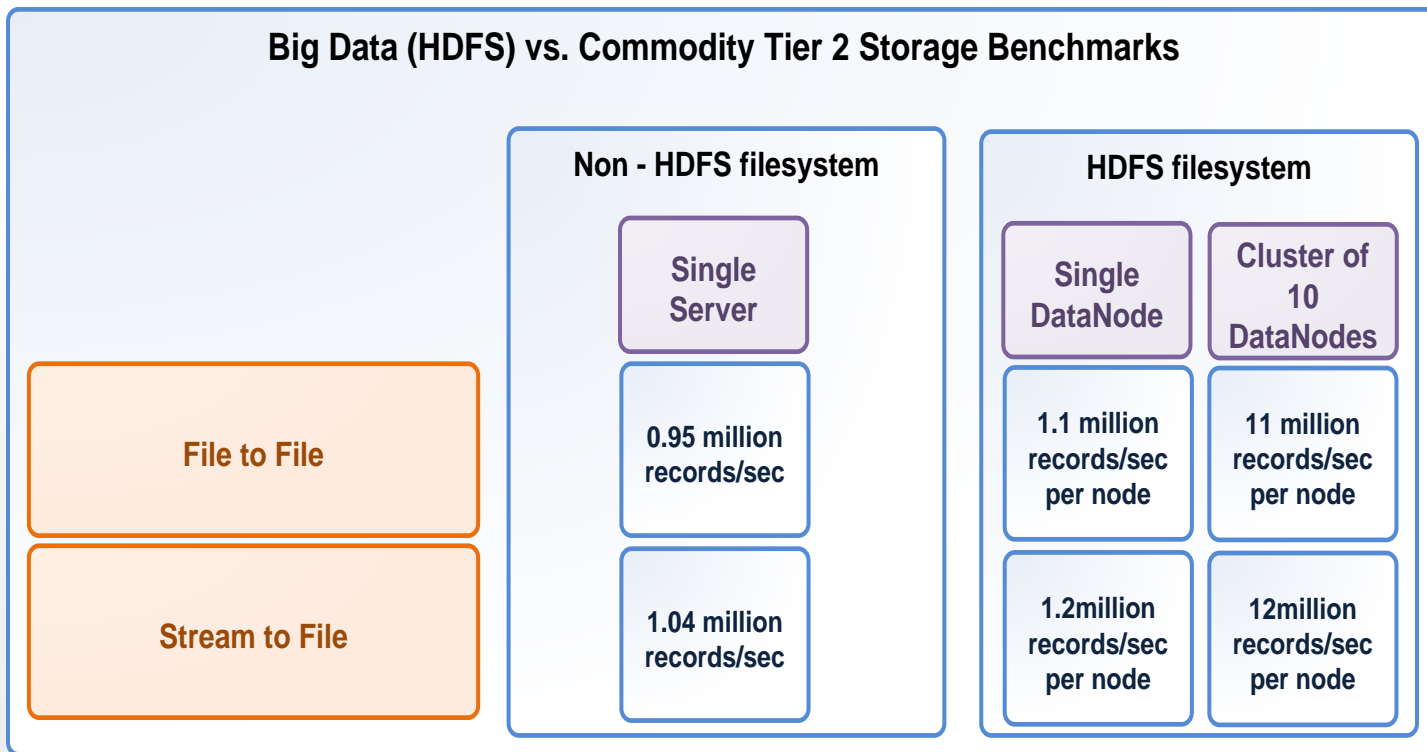 Big Data (HDFS) vs. Commodity Tier 2 Storage Benchmarks
Non - HDFS filesystem
HDFS filesystem
Single
Server
Single
DataNode
Cluster of
10
DataNodes
File to File
0.95 million
records/sec
1.1 million
records/sec
per node
11 million
records/sec
per node
Stream to File
1.04 million
records/sec
1.2million
records/sec
per node
12million
records/sec
per node